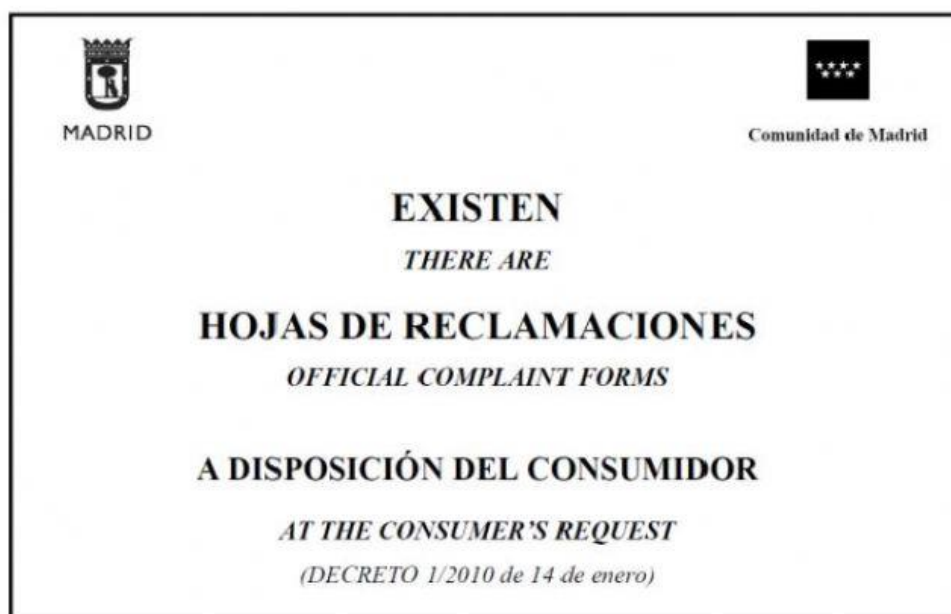 MADRID
Comunidad de Madrid
EXISTEN
THERE ARE
HOJAS DE RECLAMACIONES
OFFICIAL COMPLAINT FORMS
A DISPOSICIÓN DEL CONSUMIDOR
AT THE CONSUMER'S REQUEST
(DECRETO 1/2010 de 14 de enero)